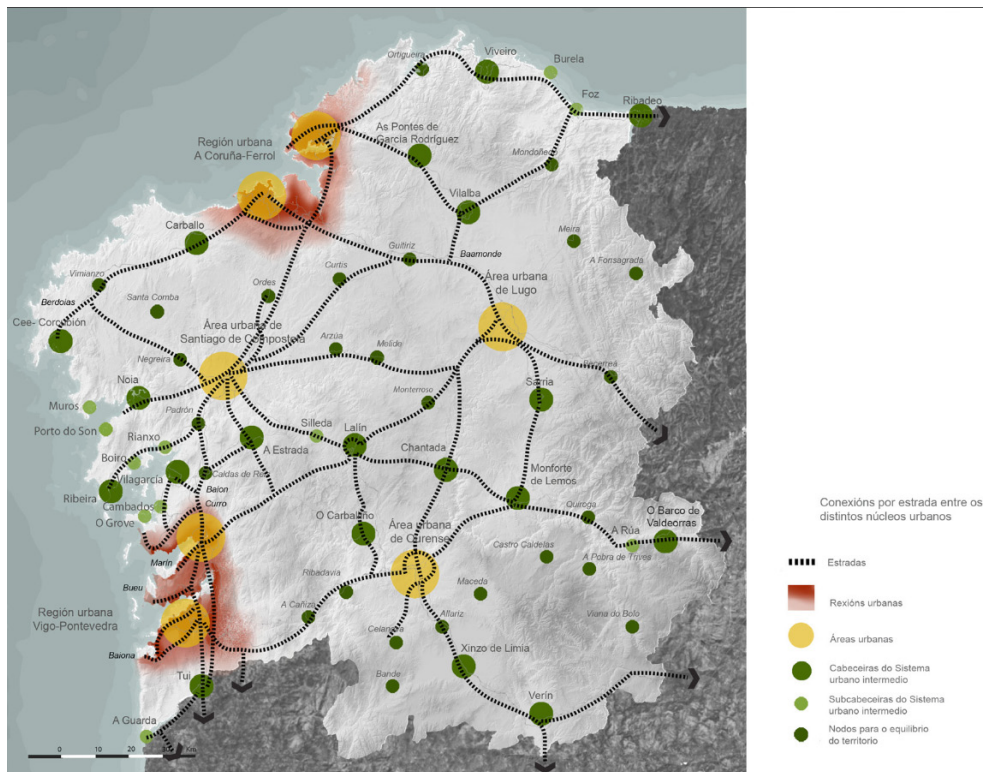 Ortigueira
Viveiro
Burela
Foz
Ribadeo
Región urbana
A Coruña-Ferrol
As Pontes de
García Rodríguez
Mondoñedo
Vilalba
Carballo
Meira
Guitiriz
Baamonde
A Fonsagrada
Vimianzo
Curtis
Ordes
Área urbana
de Lugo
Berdoias
Santa Comba
Cee- Corcubión
Área urbana de
Santiago de Compostela
Arzúa
Melide
Negreira
Becerreá
Noia
Monterroso
Sarria
Muros
Padrón
Porto do Son
Silleda
Lalín
Rianxo
A Estrada
Chantada
Boiro
Vilagarcía
Caldas de Reis
Monforte
de Lemos
Ribeira
Baion
Cambados
Curro
Quiroga
O Barco de
Valdeorras
O Grove
O Carballiño
Área urbana
de Ourense
A Rúa
Castro Caldelas
A Pobra de Trives
Marín
Ribadavia
Maceda
Bueu
A Cañiza
Región urbana
Vigo-Pontevedra
Celanova
Allariz
Viana do Bolo
Baiona
Xinzo de Limia
Tui
Bande
Verín
A Guarda
0 10 20 30 Km
Conexións por estrada entre os
distintos núcleos urbanos
Estradas
Rexións urbanas
Áreas urbanas
Cabeceiras do Sistema
urbano intermedio
Subcabeceiras do Sistema
urbano intermedio
Nodos para o equilibrio
do territorio